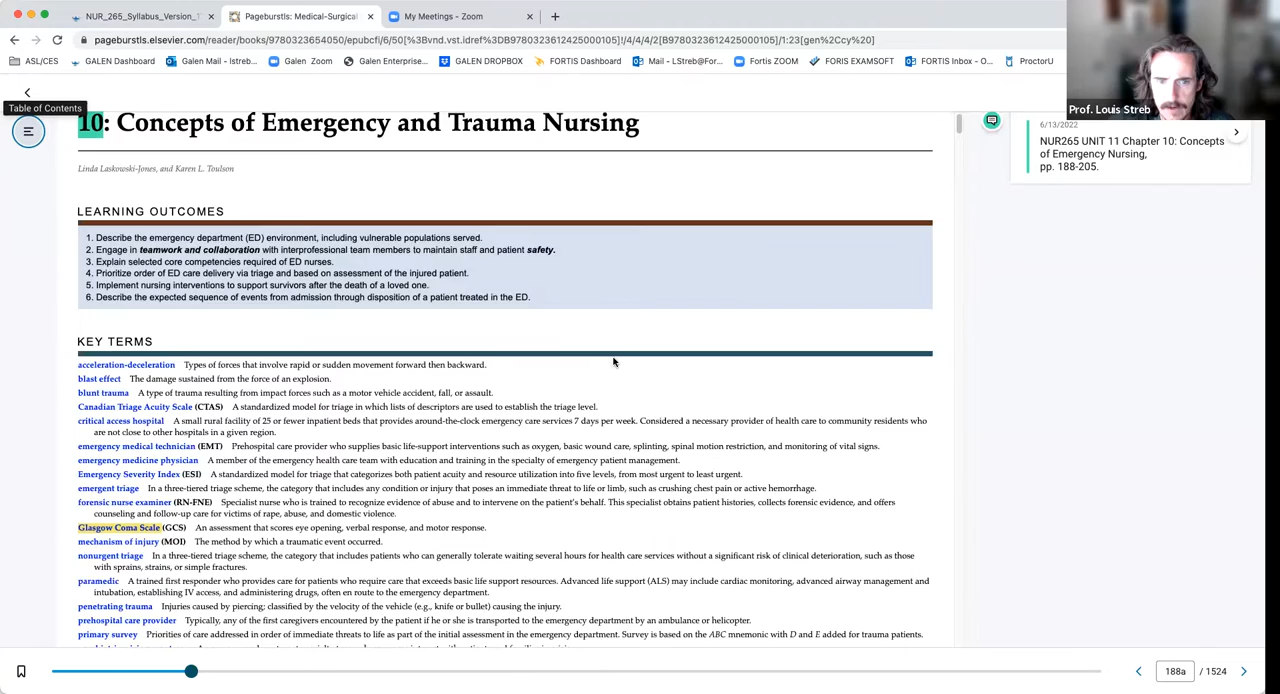 NUR_265_Syllabus_Version_T
Pageburstls: Medical-Surgical
My Meetings - Zoom
pageburstls.elsevier.com/reader/books/9780323654050/epubcfi/6/50[%3Bvnd.vst.idref%3DB9780323612425000105]!/4/4/4/2[B9780323612425000105]/1:23[gen%2Ccy%20]
ASL/CES
GALEN Dashboard
Galen Mail - lstreb...
Galen Zoom
Galen Enterprise...
GALEN DROPBOX
FORTIS Dashboard
Mail - LStreb@For...
Fortis ZOOM
FORIS EXAMSOFT
FORTIS Inbox - O...
ProctorU
Prof. Louis Streb
Table of Contents
10: Concepts of Emergency and Trauma Nursing
Linda Laskowski-Jones, and Karen L. Toulson
6/13/2022
NUR265 UNIT 11 Chapter 10: Concepts
of Emergency Nursing,
pp. 188-205.
LEARNING OUTCOMES
1. Describe the emergency department (ED) environment, including vulnerable populations served.
2. Engage in teamwork and collaboration with interprofessional team members to maintain staff and patient safety.
3. Explain selected core competencies required of ED nurses.
4. Prioritize order of ED care delivery via triage and based on assessment of the injured patient.
5. Implement nursing interventions to support survivors after the death of a loved one.
6. Describe the expected sequence of events from admission through disposition of a patient treated in the ED.
KEY TERMS
acceleration-deceleration Types of forces that involve rapid or sudden movement forward then backward.
blast effect The damage sustained from the force of an explosion.
blunt trauma A type of trauma resulting from impact forces such as a motor vehicle accident, fall, or assault.
Canadian Triage Acuity Scale (CTAS) A standardized model for triage in which lists of descriptors are used to establish the triage level.
critical access hospital A small rural facility of 25 or fewer inpatient beds that provides around-the-clock emergency care services 7 days per week. Considered a necessary provider of health care to community residents who
are not close to other hospitals in a given region.
emergency medical technician (EMT) Prehospital care provider who supplies basic life-support interventions such as oxygen, basic wound care, splinting, spinal motion restriction, and monitoring of vital signs.
emergency medicine physician A member of the emergency health care team with education and training in the specialty of emergency patient management.
Emergency Severity Index (ESI) A standardized model for triage that categorizes both patient acuity and resource utilization into five levels, from most urgent to least urgent.
emergent triage In a three-tiered triage scheme, the category that includes any condition or injury that poses an immediate threat to life or limb, such as crushing chest pain or active hemorrhage.
forensic nurse examiner (RN-FNE) Specialist nurse who is trained to recognize evidence of abuse and to intervene on the patient's behalf. This specialist obtains patient histories, collects forensic evidence, and offers
counseling and follow-up care for victims of rape, abuse, and domestic violence.
Glasgow Coma Scale (GCS) An assessment that scores eye opening, verbal response, and motor response.
mechanism of injury (MOI) The method by which a traumatic event occurred.
nonurgent triage In a three-tiered triage scheme, the category that includes patients who can generally tolerate waiting several hours for health care services without a significant risk of clinical deterioration, such as those
with sprains, strains, or simple fractures.
paramedic A trained first responder who provides care for patients who require care that exceeds basic life support resources. Advanced life support (ALS) may include cardiac monitoring, advanced airway management and
intubation, establishing IV access, and administering drugs, often en route to the emergency department.
penetrating trauma Injuries caused by piercing; classified by the velocity of the vehicle (e.g., knife or bullet) causing the injury.
prehospital care provider Typically, any of the first caregivers encountered by the patient if he or she is transported to the emergency department by an ambulance or helicopter.
primary survey Priorities of care addressed in order of immediate threats to life as part of the initial assessment in the emergency department. Survey is based on the ABC mnemonic with D and E added for trauma patients.
188a / 1524